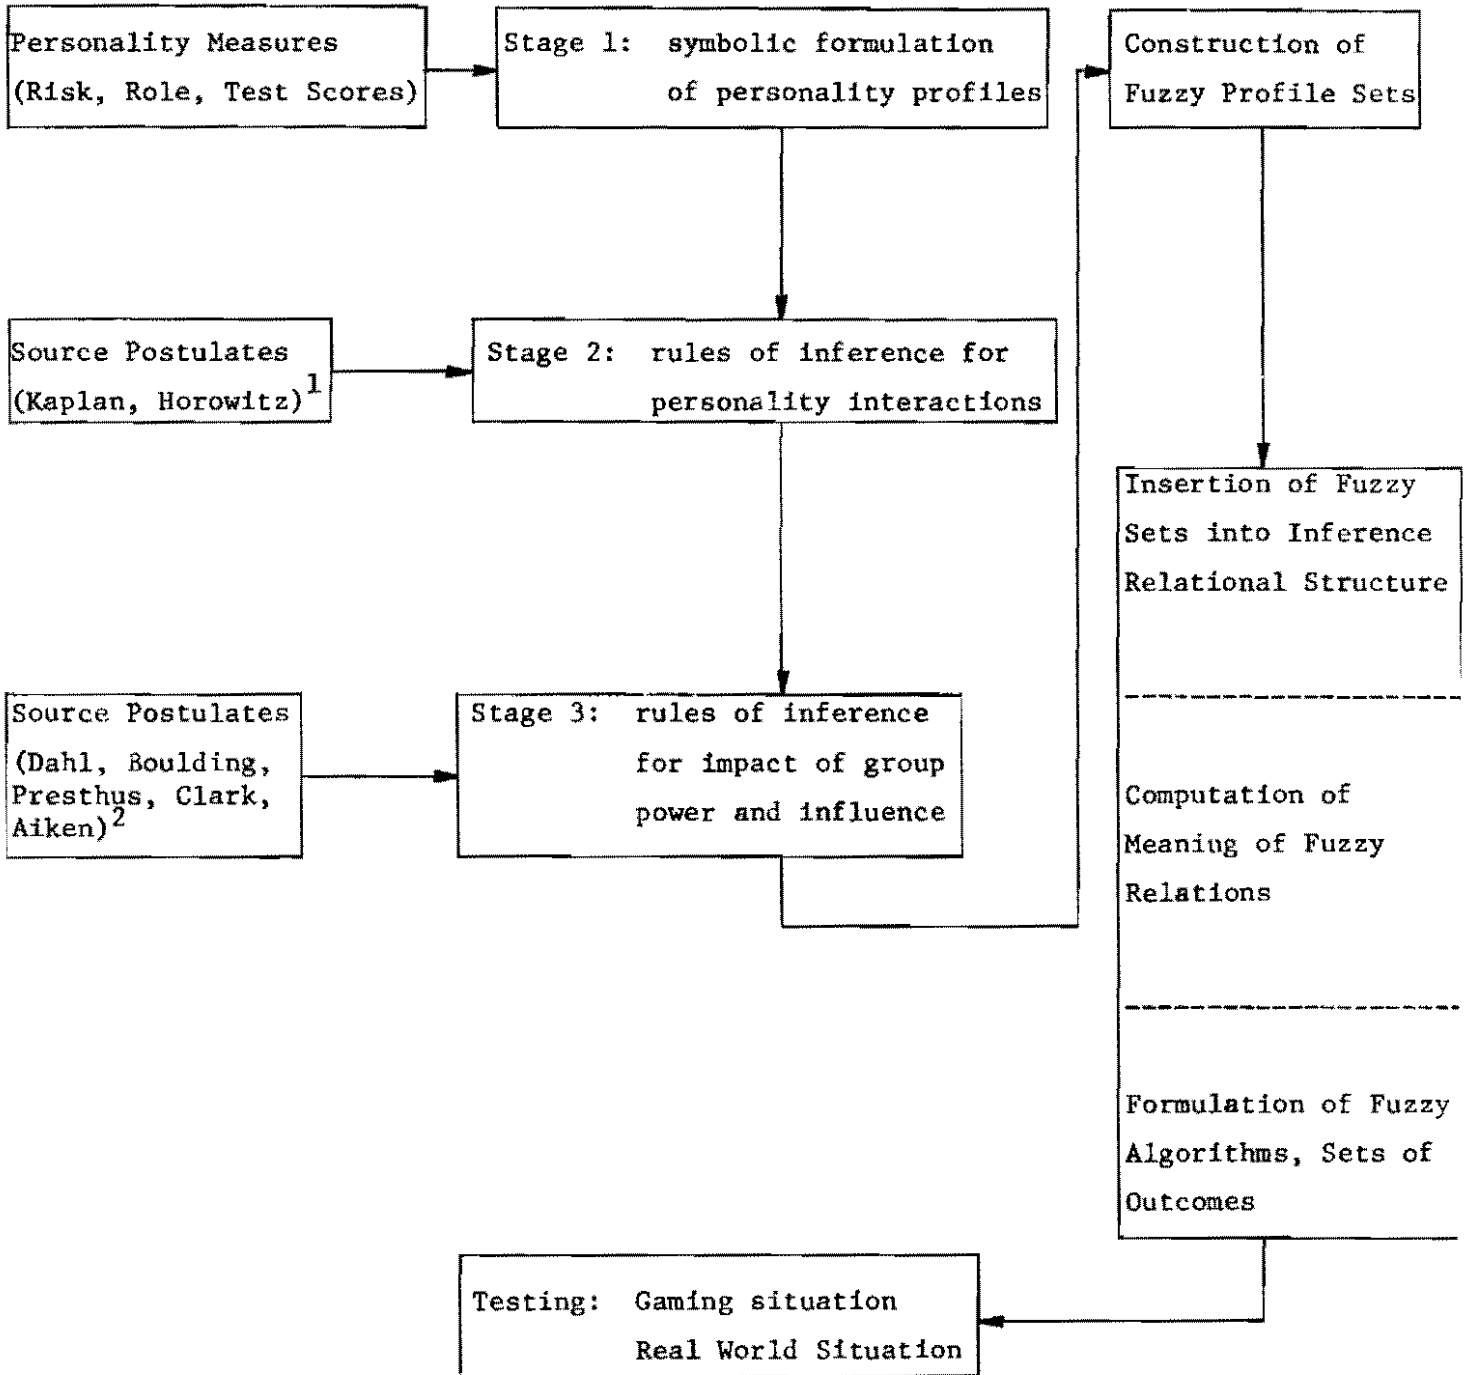 Personality Measures
(Risk, Role, Test Scores)
Stage 1: symbolic formulation
of personality profiles
Construction of
Fuzzy Profile Sets
Source Postulates
(Kaplan, Horowitz)1
Stage 2: rules of inference for
personality interactions
Insertion of Fuzzy
Sets into Inference
Relational Structure
Source Postulates
(Dahl, Boulding,
Presthus, Clark,
Aiken)2
Stage 3: rules of inference
for impact of group
power and influence
Computation of
Meaning of Fuzzy
Relations
Formulation of Fuzzy
Algorithms, Sets of
Outcomes
Testing: Gaming situation
Real World Situation